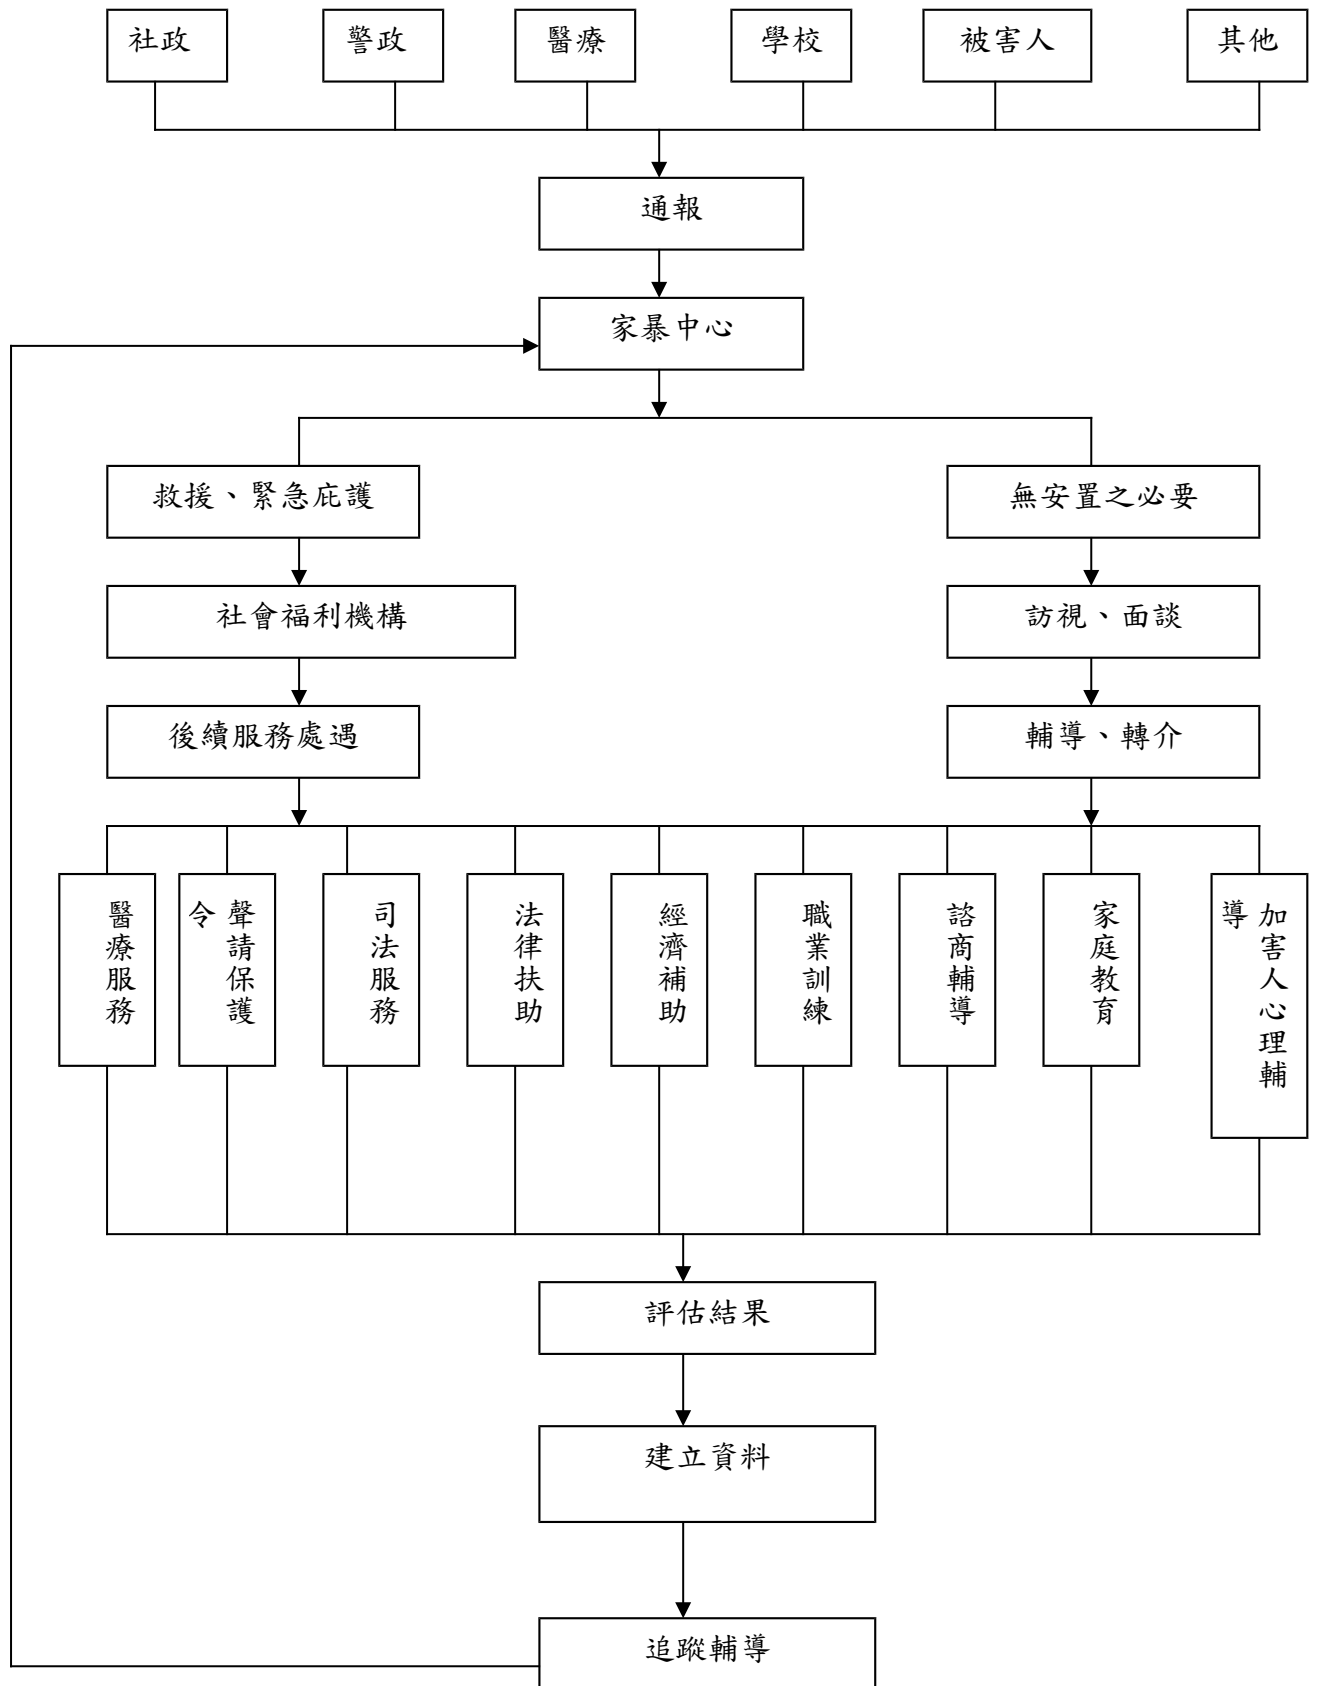 社政
警政
醫療
學校
被害人
其他
通報
家暴中心
救援、緊急庇護
無安置之必要
社會福利機構
訪視、面談
後續服務處遇
輔導、轉介
醫療服務
聲請保護
令
司法服務
法律扶助
經濟補助
職業訓練
諮商輔導
家庭教育
加害人心理輔
導
評估結果
建立資料
追蹤輔導